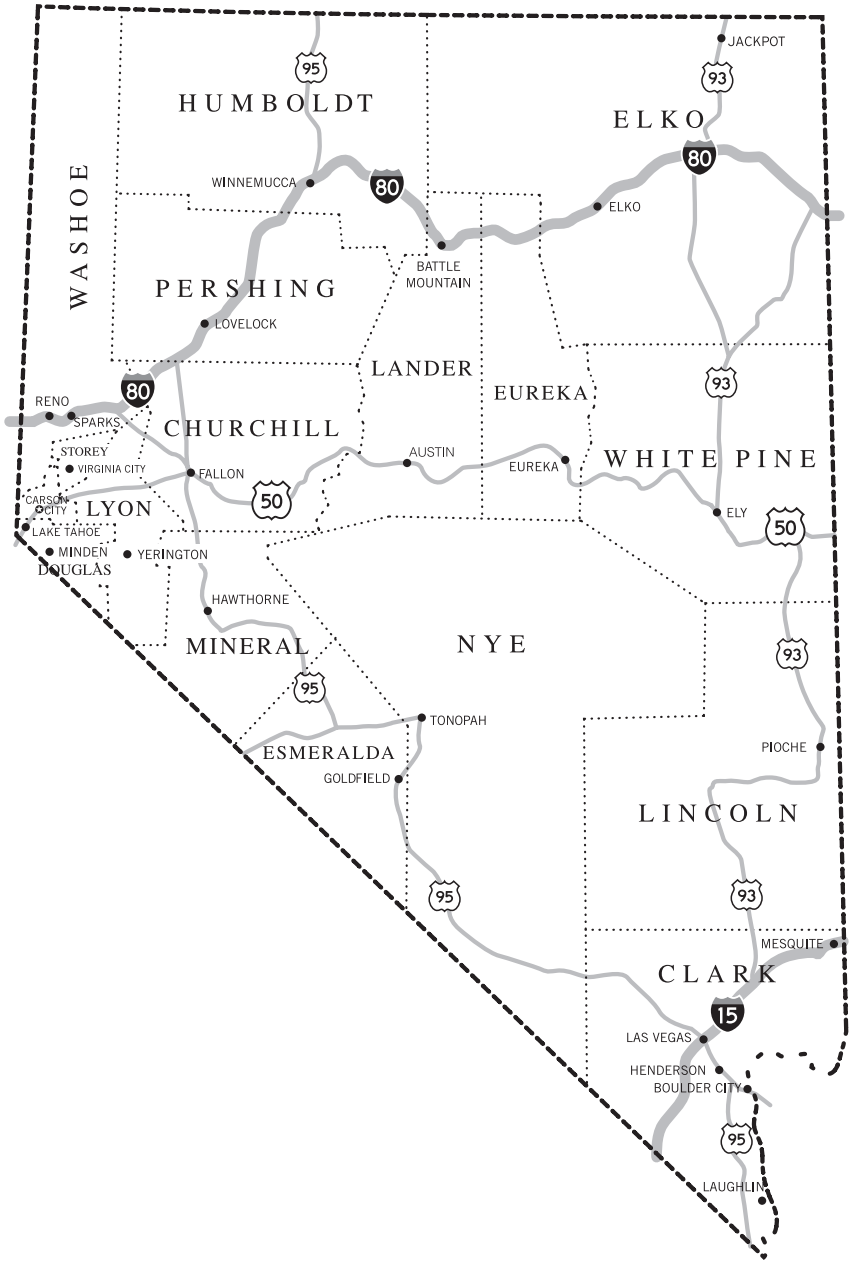 JACKPOT
95
93
HUMBOLDT
ELKO
80
WASHOE
WINNEMUCCA
80
ELKO
BATTLE
MOUNTAIN
PERSHING
LOVELOCK
LANDER
80
93
EUREKA
RENO
SPARKS
CHURCHILL
STOREY
AUSTIN
EUREKA
WHITE PINE
VIRGINIA CITY
FALLON
CARSON
CITY
LYON
50
ELY
50
LAKE TAHOE
MINDEN
YERINGTON
DOUGLAS
HAWTHORNE
MINERAL
NYE
93
95
TONOPAH
ESMERALDA
PIOCHE
GOLDFIELD
LINCOLN
95
93
MESQUITE
CLARK
15
LAS VEGAS
HENDERSON
BOULDER CITY
95
LAUGHLIN